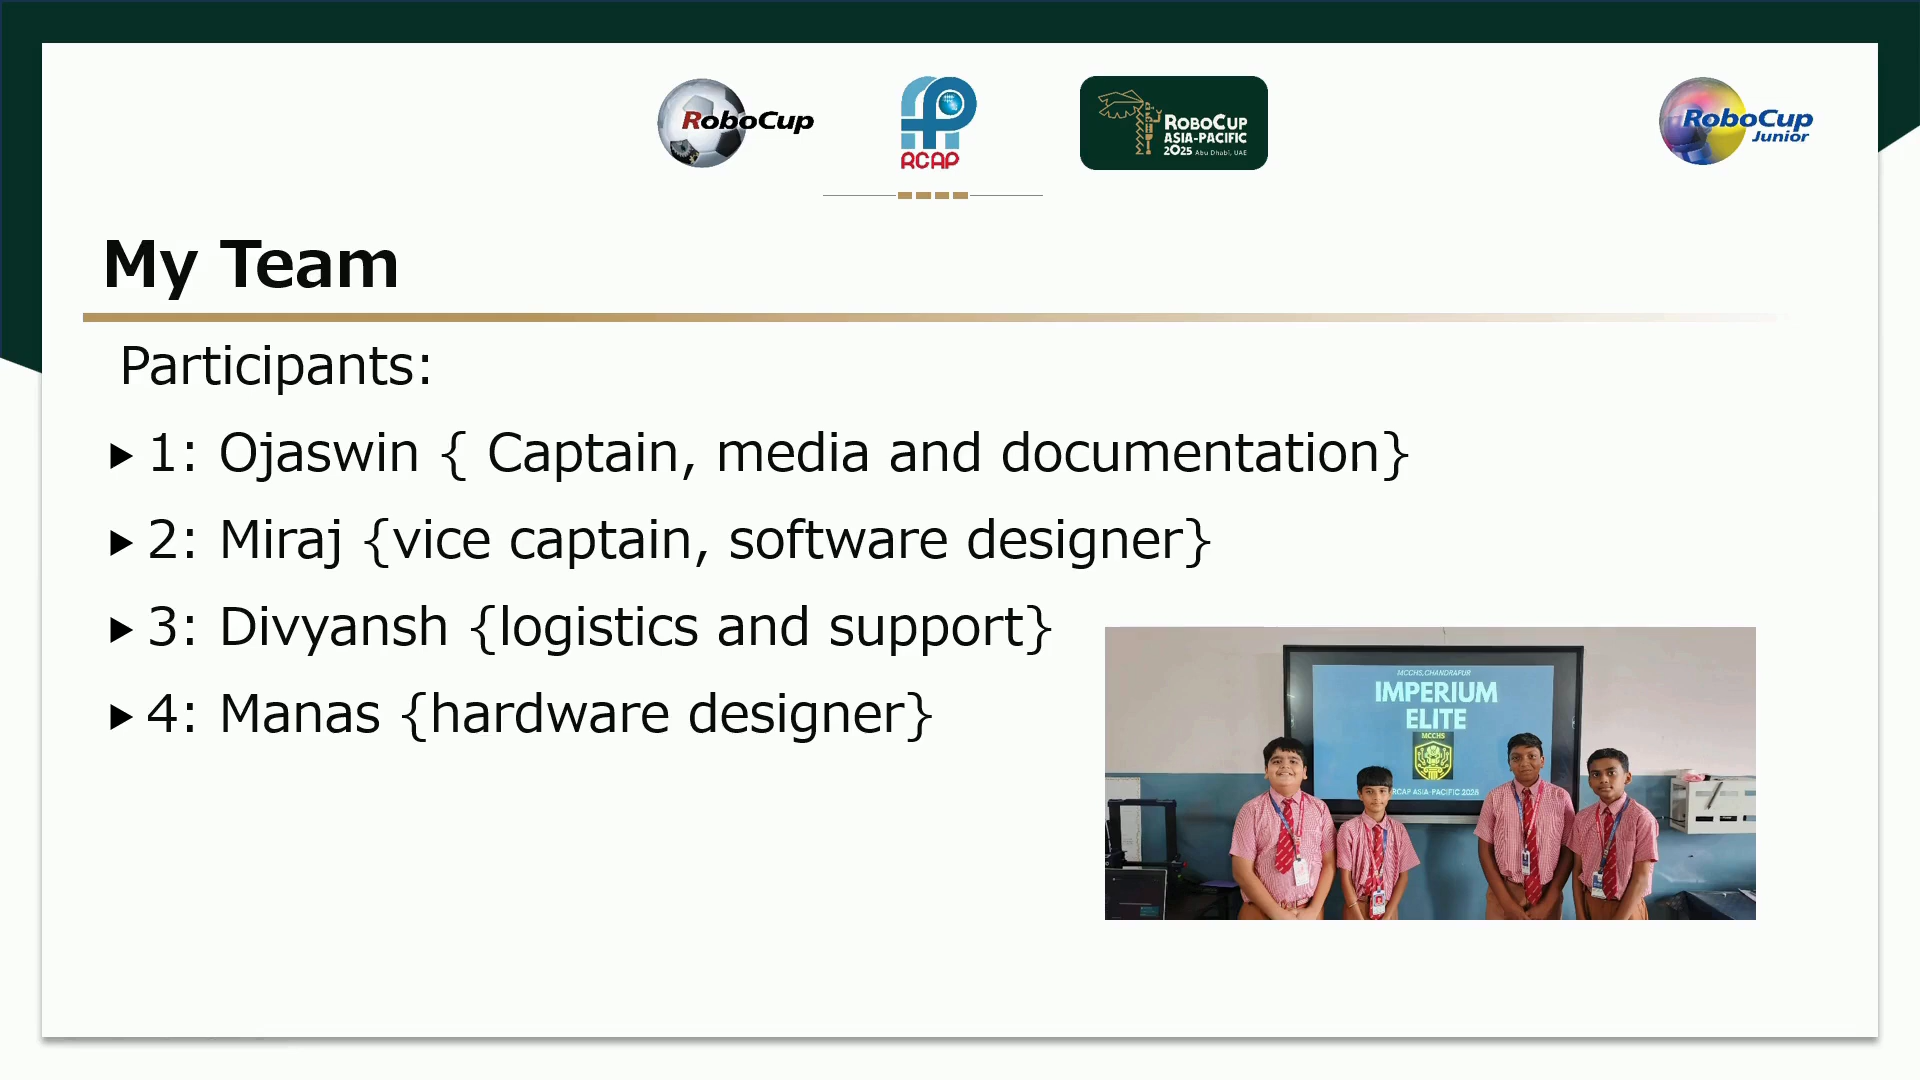 RoboCup
RCAP
ROBOCUP
ASIA-PACIFIC
2025 Abu Dhabi, UAE
RoboCup
Junior
My Team
Participants:
1: Ojaswin { Captain, media and documentation}
2: Miraj {vice captain, software designer}
3: Divyansh {logistics and support}
4: Manas {hardware designer}
MCCHS,CHANDRAPUR
IMPERIUM
ELITE
MCCHS
RCAP ASIA-PACIFIC 2025